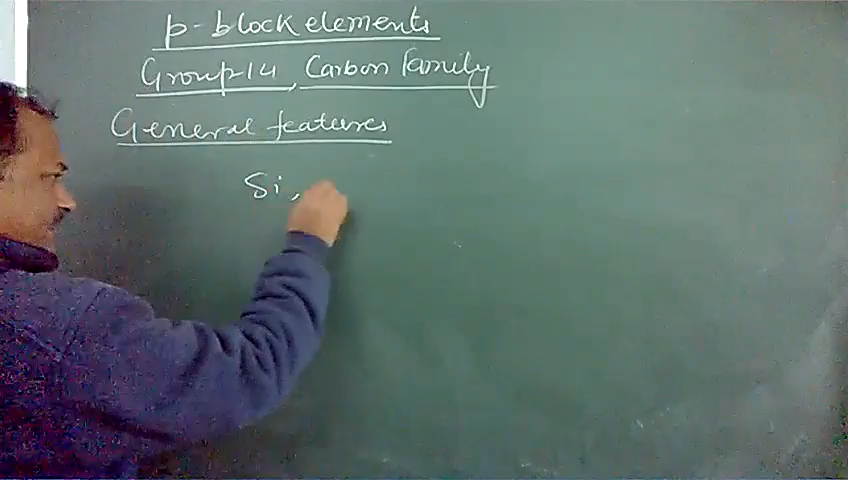 p-block elements
Group 14, Carbon Family
General features
Si,